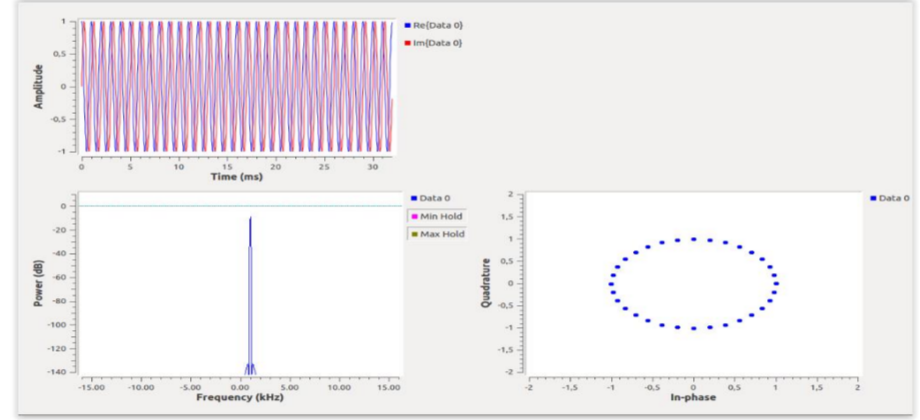 1
0,5
0
-0,5
-1
Amplitude
0 5 10 15 20 25 30
Time (ms)
Re{Data 0}
Im{Data 0}
0
-20
-40
-60
-80
-100
-120
-140
Power (dB)
-15.00 -10.00 -5.00 0.00 5.00 10.00 15.00
Frequency (kHz)
Data 0
Min Hold
Max Hold
2
1,5
1
0,5
0
-0,5
-1
-1,5
-2
Quadrature
-2 -1,5 -1 -0,5 0 0,5 1 1,5 2
In-phase
Data 0